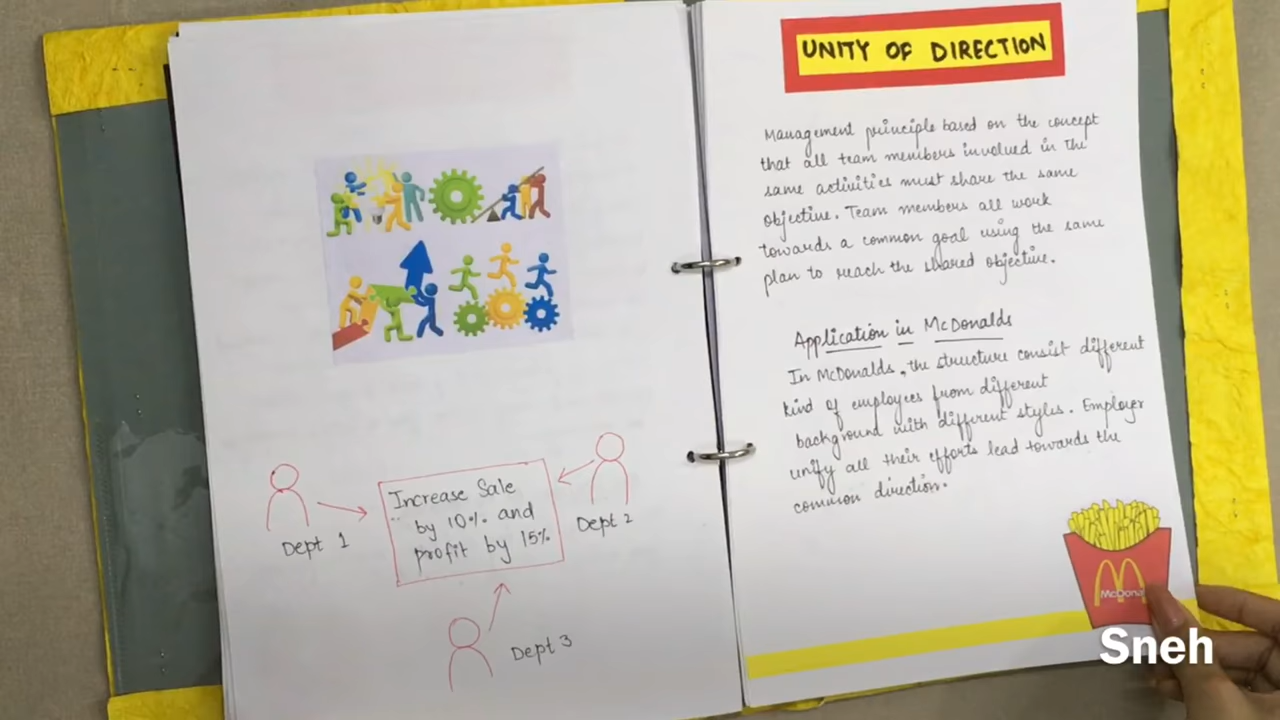 Increase Sale
by 10% and
profit by 15%
Dept 1
Dept 2
Dept 3
UNITY OF DIRECTION
Management principle based on the concept
that all team members involved in the
same activities must share the same
objective. Team members all work
towards a common goal using the same
plan to reach the shared objective.
Application in McDonalds
In McDonalds, the structure consist different
kind of employees from different
background with different styles. Employer
unify all their efforts lead towards the
common direction.
McDona
Sneh